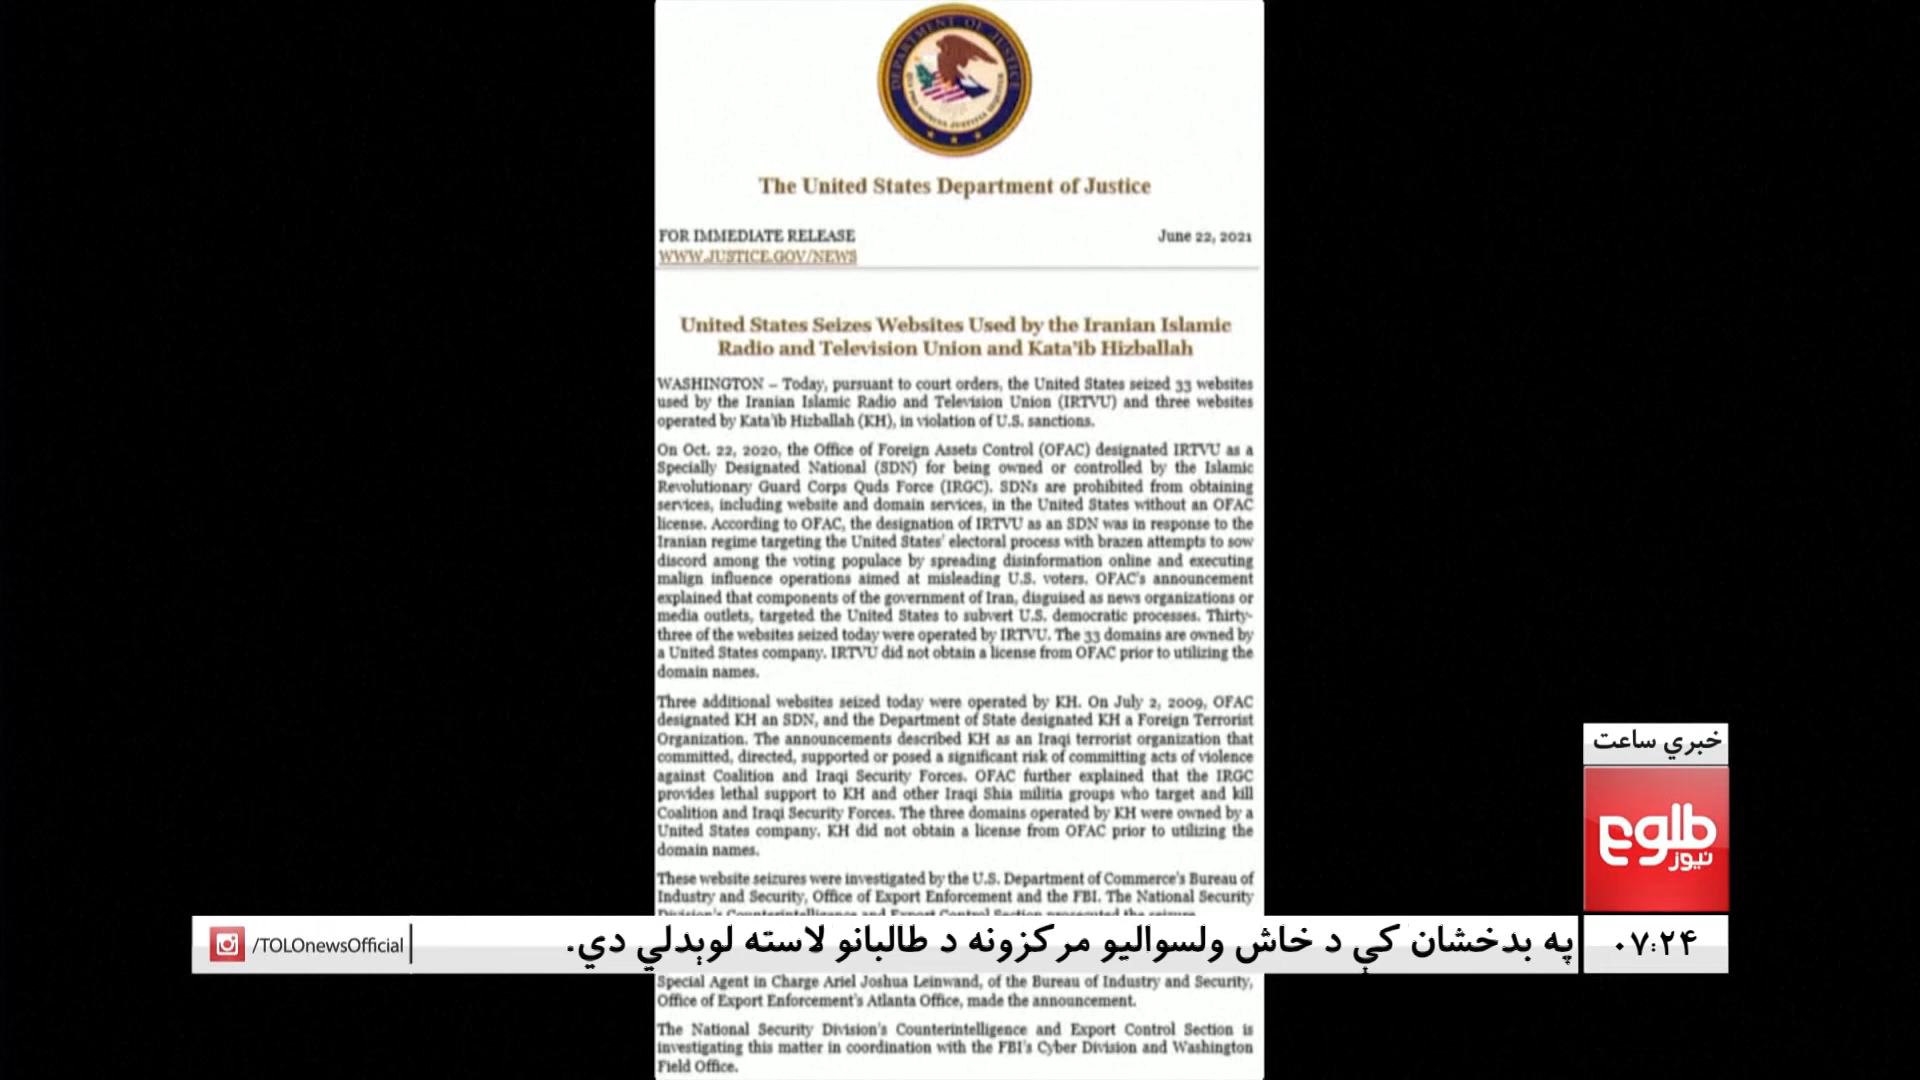 DEPARTMENT OF JUSTICE
The United States Department of Justice
FOR IMMEDIATE RELEASE
June 22, 2021
WWW.JUSTICE.GOV/NEWS
United States Seizes Websites Used by the Iranian Islamic
Radio and Television Union and Kata’ib Hizballah
WASHINGTON – Today, pursuant to court orders, the United States seized 33 websites
used by the Iranian Islamic Radio and Television Union (IRTVU) and three websites
operated by Kata’ib Hizballah (KH), in violation of U.S. sanctions.
On Oct. 22, 2020, the Office of Foreign Assets Control (OFAC) designated IRTVU as a
Specially Designated National (SDN) for being owned or controlled by the Islamic
Revolutionary Guard Corps Quds Force (IRGC). SDNs are prohibited from obtaining
services, including website and domain services, in the United States without an OFAC
license. According to OFAC, the designation of IRTVU as an SDN was in response to the
Iranian regime targeting the United States’ electoral process with brazen attempts to sow
discord among the voting populace by spreading disinformation online and executing
malign influence operations aimed at misleading U.S. voters. OFAC’s announcement
explained that components of the government of Iran, disguised as news organizations or
media outlets, targeted the United States to subvert U.S. democratic processes. Thirty-
three of the websites seized today were operated by IRTVU. The 33 domains are owned by
a United States company. IRTVU did not obtain a license from OFAC prior to utilizing the
domain names.
Three additional websites seized today were operated by KH. On July 2, 2009, OFAC
designated KH an SDN, and the Department of State designated KH a Foreign Terrorist
Organization. The announcements described KH as an Iraqi terrorist organization that
committed, directed, supported or posed a significant risk of committing acts of violence
against Coalition and Iraqi Security Forces. OFAC further explained that the IRGC
provides lethal support to KH and other Iraqi Shia militia groups who target and kill
Coalition and Iraqi Security Forces. The three domains operated by KH were owned by a
United States company. KH did not obtain a license from OFAC prior to utilizing the
domain names.
These website seizures were investigated by the U.S. Department of Commerce’s Bureau of
Industry and Security, Office of Export Enforcement and the FBI. The National Security
Division’s Counterintelligence and Export Control Section prosecuted the seizure.
خبري ساعت
طلوع
نیوز
/TOLOnewsOfficial
په بدخشان کې د خاش ولسوالیو مرکزونه د طالبانو لاسته لوېدلي دي.
۰۷:۲۴
Special Agent in Charge Ariel Joshua Leinwand, of the Bureau of Industry and Security,
Office of Export Enforcement’s Atlanta Office, made the announcement.
The National Security Division’s Counterintelligence and Export Control Section is
investigating this matter in coordination with the FBI’s Cyber Division and Washington
Field Office.